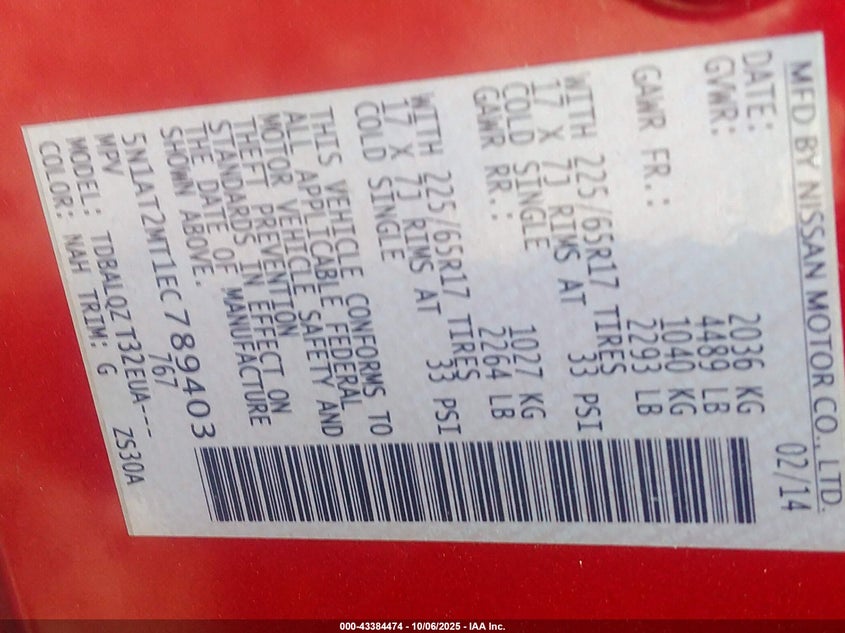 MFD BY NISSAN MOTOR CO., LTD.
DATE: 02/14
GVWR: 2036 KG
4489 LB
GAWR FR.: 1040 KG
2293 LB
WITH 225/65R17 TIRES
17 X 7J RIMS AT 33 PSI
COLD SINGLE
GAWR RR.: 1027 KG
2264 LB
WITH 225/65R17 TIRES
17 X 7J RIMS AT 33 PSI
COLD SINGLE
THIS VEHICLE CONFORMS TO
ALL APPLICABLE FEDERAL
MOTOR VEHICLE SAFETY AND
THEFT PREVENTION
STANDARDS IN EFFECT ON
THE DATE OF MANUFACTURE
SHOWN ABOVE.
5N1AT2MT1EC789403
MPV 767
MODEL: TDBALQZ T32EUA---
COLOR: NAH TRIM: G ZS30A
000-43384474 - 10/06/2025 - IAA Inc.